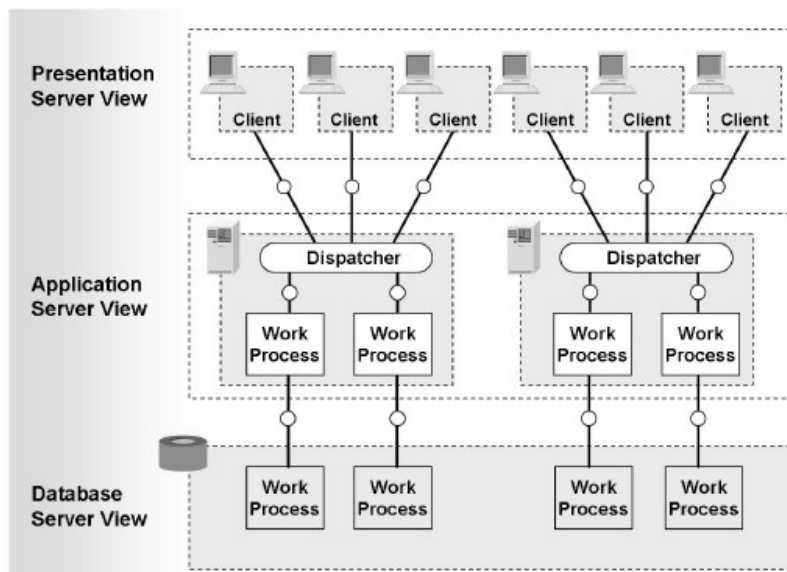 Presentation
Server View
Client
Client
Client
Client
Client
Client
Application
Server View
Dispatcher
Dispatcher
Work
Process
Work
Process
Work
Process
Work
Process
Database
Server View
Work
Process
Work
Process
Work
Process
Work
Process